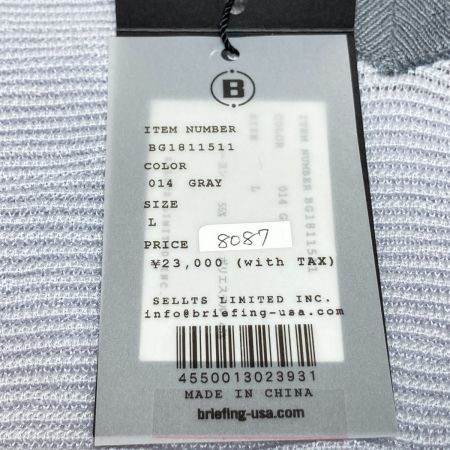 B
ITEM NUMBER
BG1811511
COLOR
014 GRAY
SIZE
L
PRICE
8087
¥23,000 (with TAX)
SELLTS LIMITED INC.
info@briefing-usa.com
4550013023931
MADE IN CHINA
briefing-usa.com